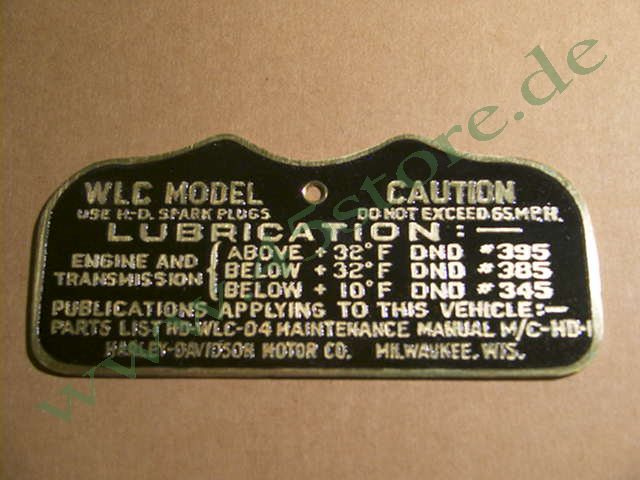 WLC MODEL CAUTION
USE H-D. SPARK PLUGS DO NOT EXCEED 65 M.P.H.
LUBRICATION:—
ENGINE AND TRANSMISSION { ABOVE + 32°F DND #395
BELOW + 32°F DND #385
BELOW + 10°F DND #345
PUBLICATIONS APPLYING TO THIS VEHICLE:—
PARTS LIST HD-WLC-04 MAINTENANCE MANUAL M/C-HD-1
HARLEY-DAVIDSON MOTOR CO. MILWAUKEE, WIS.
www.45store.de